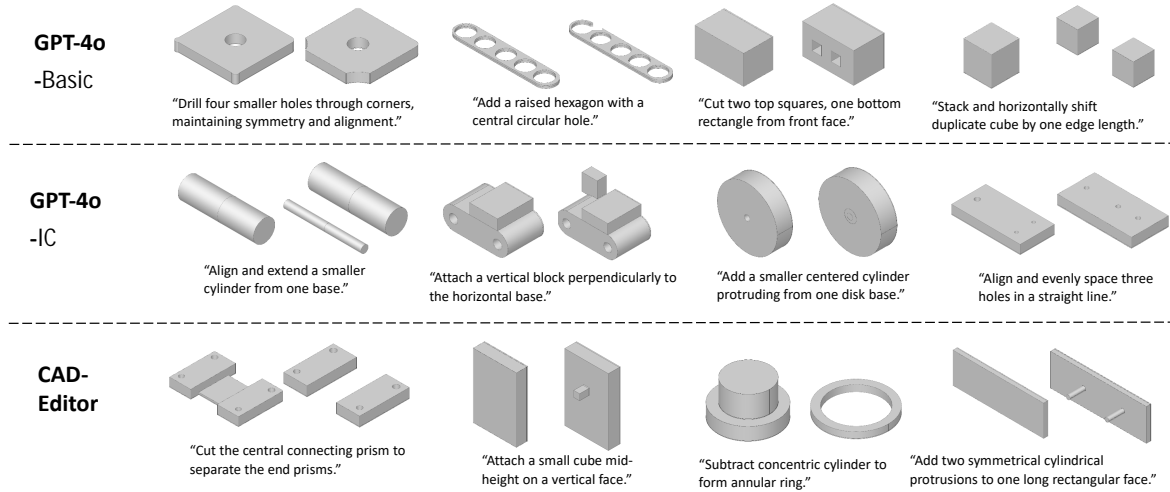 GPT-4o
-Basic
“Drill four smaller holes through corners,
maintaining symmetry and alignment.”
“Add a raised hexagon with a
central circular hole.”
“Cut two top squares, one bottom
rectangle from front face.”
“Stack and horizontally shift
duplicate cube by one edge length.”
GPT-4o
-IC
“Align and extend a smaller
cylinder from one base.”
“Attach a vertical block perpendicularly to
the horizontal base.”
“Add a smaller centered cylinder
protruding from one disk base.”
“Align and evenly space three
holes in a straight line.”
CAD-
Editor
“Cut the central connecting prism to
separate the end prisms.”
“Attach a small cube mid-
height on a vertical face.”
“Subtract concentric cylinder to
form annular ring.”
“Add two symmetrical cylindrical
protrusions to one long rectangular face.”